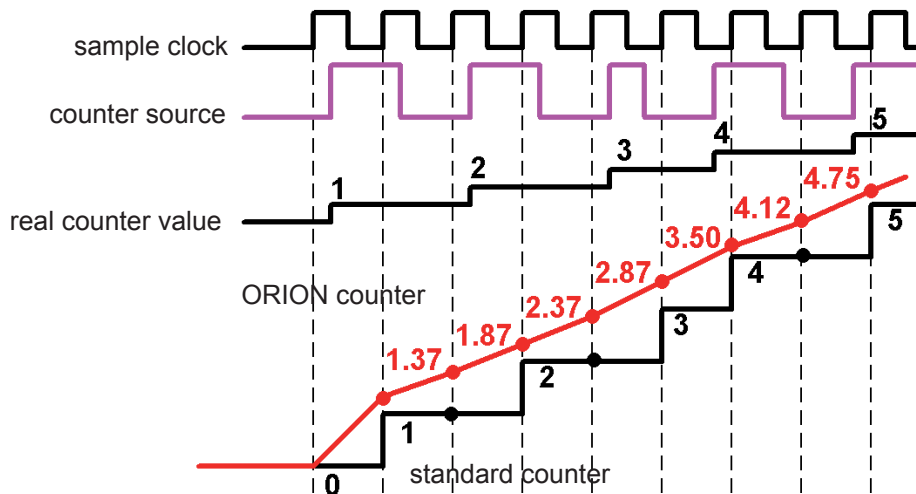 sample clock
counter source
real counter value
1 2 3 4 5
ORION counter
1.37 1.87 2.37 2.87 3.50 4.12 4.75
0 1 2 3 4 5
standard counter